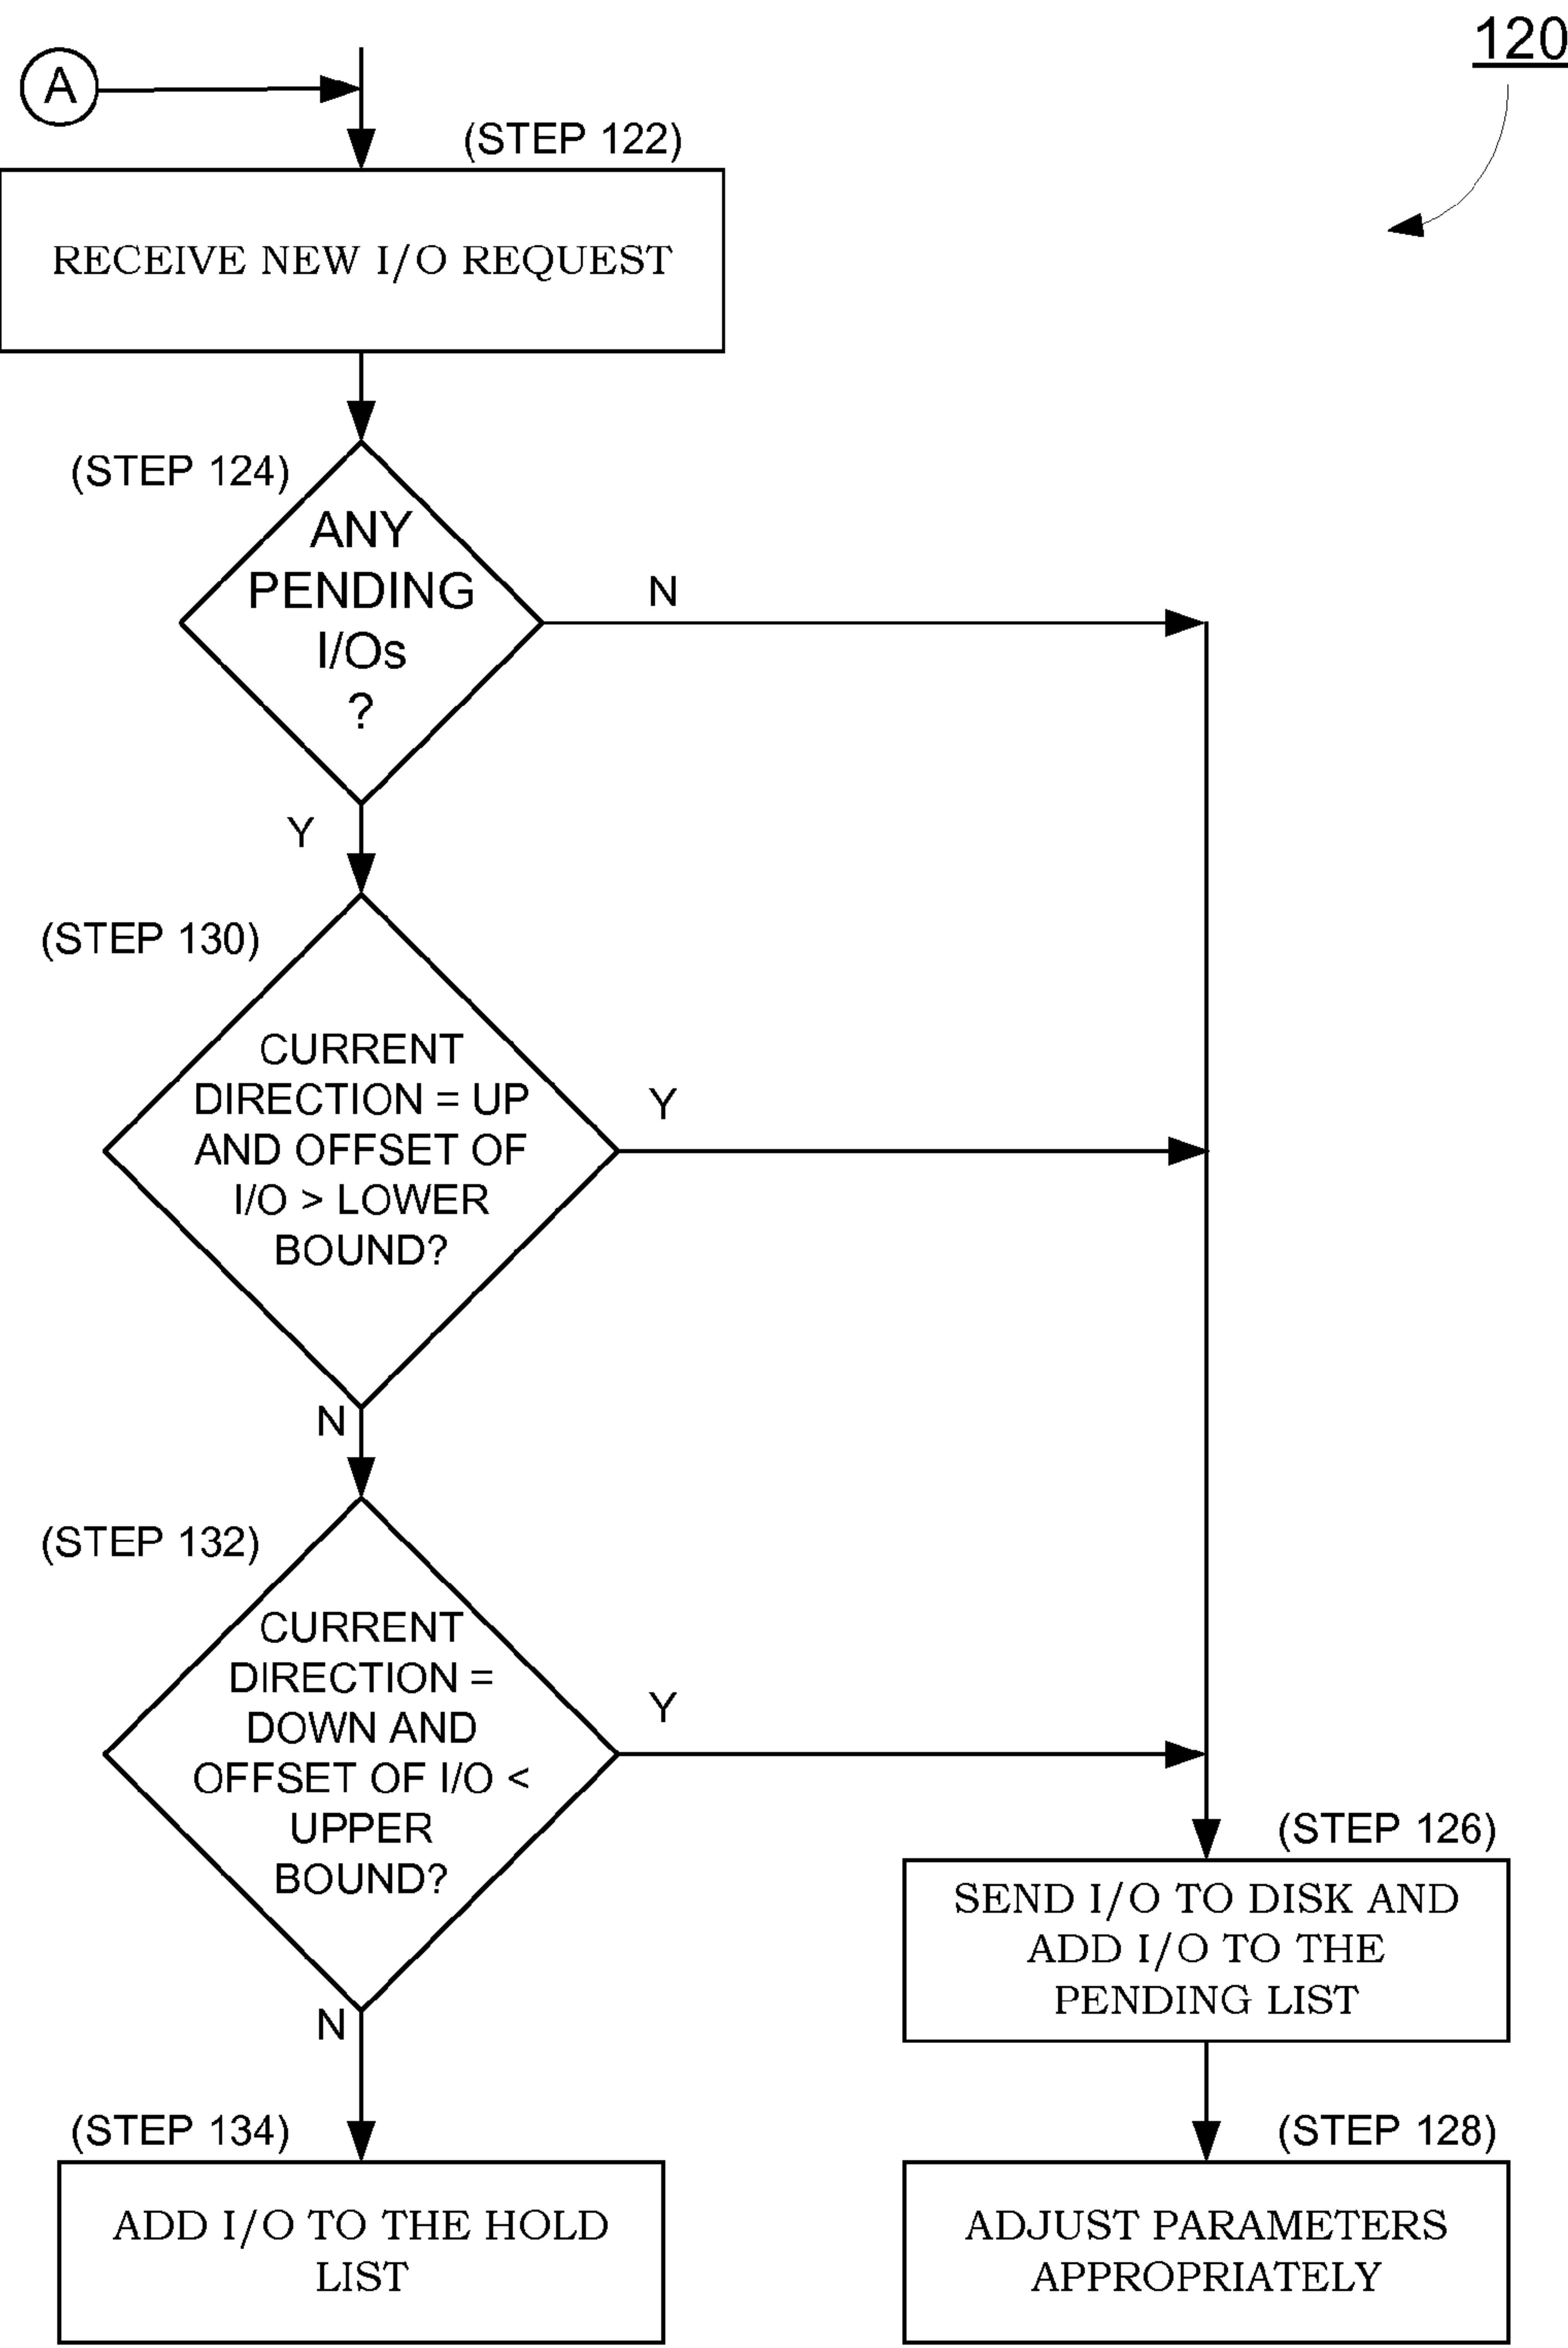 120
A
(STEP 122)
RECEIVE NEW I/O REQUEST
(STEP 124)
ANY
PENDING
I/Os
?
N
Y
(STEP 130)
CURRENT
DIRECTION = UP
AND OFFSET OF
I/O > LOWER
BOUND?
Y
N
(STEP 132)
CURRENT
DIRECTION =
DOWN AND
OFFSET OF I/O <
UPPER
BOUND?
Y
N
(STEP 126)
SEND I/O TO DISK AND
ADD I/O TO THE
PENDING LIST
(STEP 134)
ADD I/O TO THE HOLD
LIST
(STEP 128)
ADJUST PARAMETERS
APPROPRIATELY